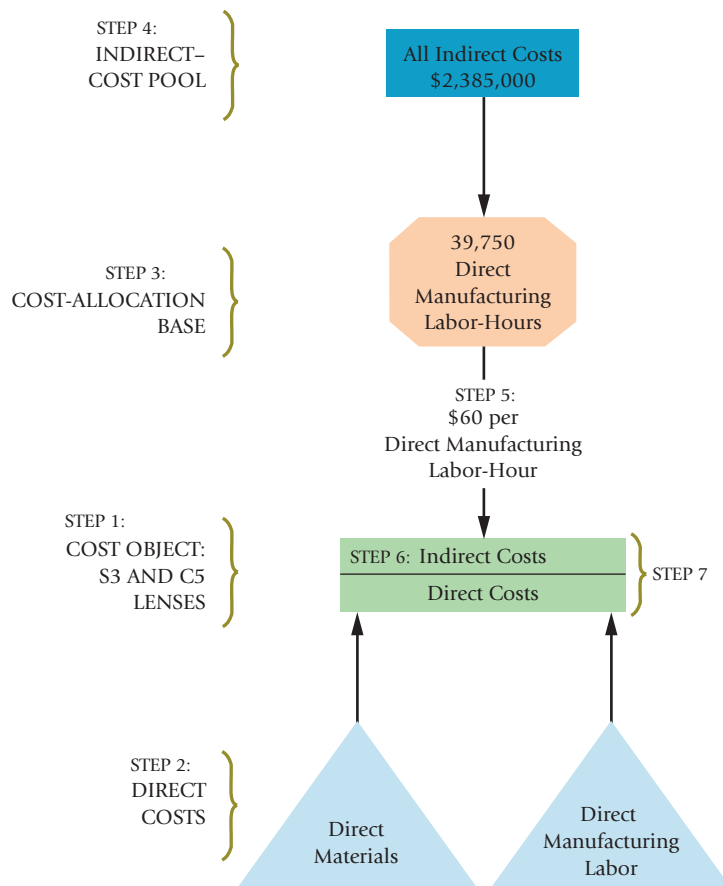 STEP 4:
INDIRECT–
COST POOL
All Indirect Costs
$2,385,000
STEP 3:
COST-ALLOCATION
BASE
39,750
Direct
Manufacturing
Labor-Hours
STEP 5:
$60 per
Direct Manufacturing
Labor-Hour
STEP 1:
COST OBJECT:
S3 AND C5
LENSES
STEP 6: Indirect Costs
Direct Costs
STEP 7
STEP 2:
DIRECT
COSTS
Direct
Materials
Direct
Manufacturing
Labor